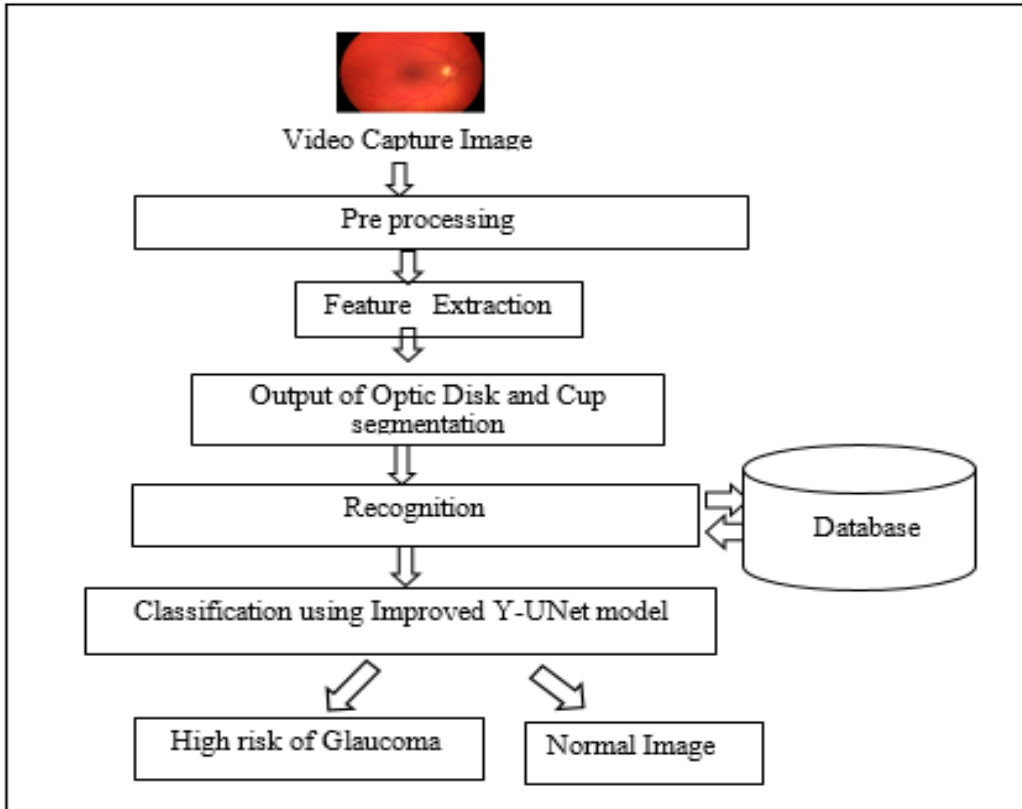 Video Capture Image
Pre processing
Feature Extraction
Output of Optic Disk and Cup
segmentation
Recognition
Database
Classification using Improved Y-UNet model
High risk of Glaucoma
Normal Image